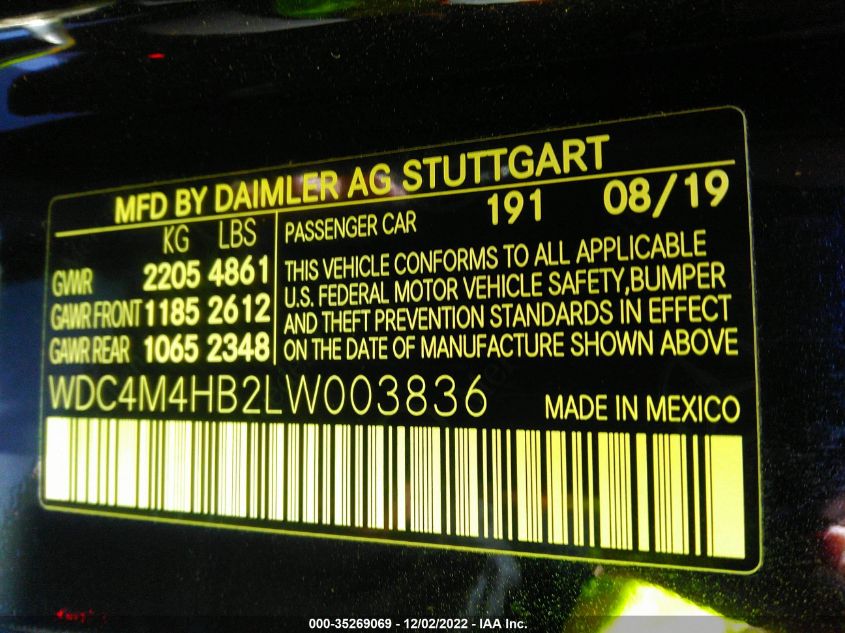 MFD BY DAIMLER AG STUTTGART
KG LBS
GVWR 2205 4861
GAWR FRONT 1185 2612
GAWR REAR 1065 2348
PASSENGER CAR 191 08/19
THIS VEHICLE CONFORMS TO ALL APPLICABLE
U.S. FEDERAL MOTOR VEHICLE SAFETY,BUMPER
AND THEFT PREVENTION STANDARDS IN EFFECT
ON THE DATE OF MANUFACTURE SHOWN ABOVE
WDC4M4HB2LW003836 MADE IN MEXICO
000-35269069 - 12/02/2022 - IAA Inc.